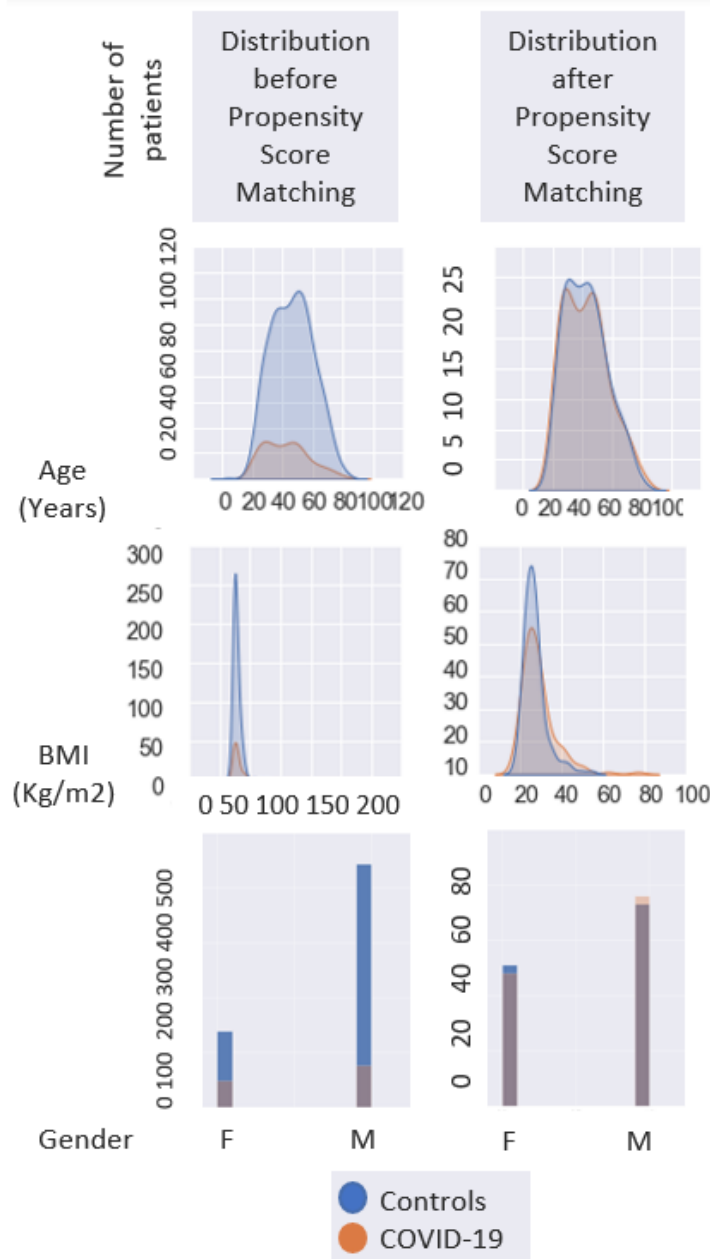 Number of
patients
Distribution
before
Propensity
Score
Matching
Distribution
after
Propensity
Score
Matching
Age
(Years)
0 20 40 60 80 100 120
0 20 40 60 80100120
0 5 10 15 20 25
0 20 40 60 80100
BMI
(Kg/m2)
300
250
200
150
100
50
0
0 50 100 150 200
80
70
60
50
40
30
20
10
0 20 40 60 80 100
Gender
0 100 200 300 400 500
F M
0 20 40 60 80
F M
Controls
COVID-19